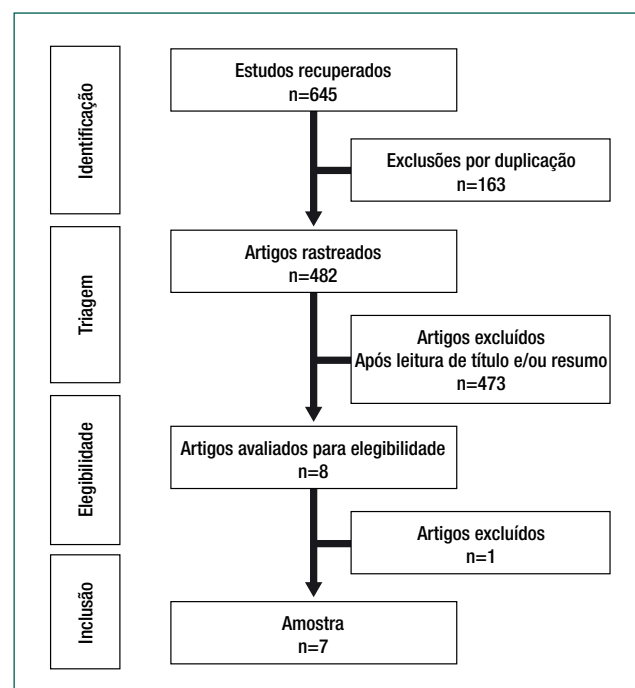 Identificação
Estudos recuperados
n=645
Exclusões por duplicação
n=163
Triagem
Artigos rastreados
n=482
Artigos excluídos
Após leitura de título e/ou resumo
n=473
Elegibilidade
Artigos avaliados para elegibilidade
n=8
Artigos excluídos
n=1
Inclusão
Amostra
n=7